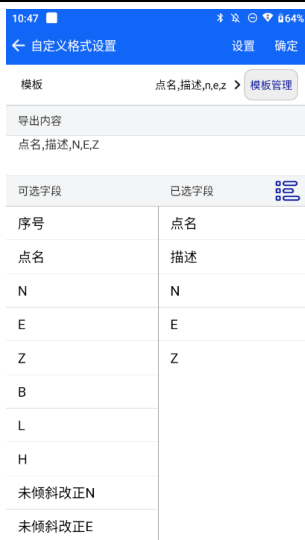 10:47 64%
自定义格式设置 设置 确定
模板 点名,描述,n,e,z 模板管理
导出内容
点名,描述,N,E,Z
可选字段 已选字段
序号 点名
点名 描述
N N
E E
Z Z
B
L
H
未倾斜改正N
未倾斜改正E